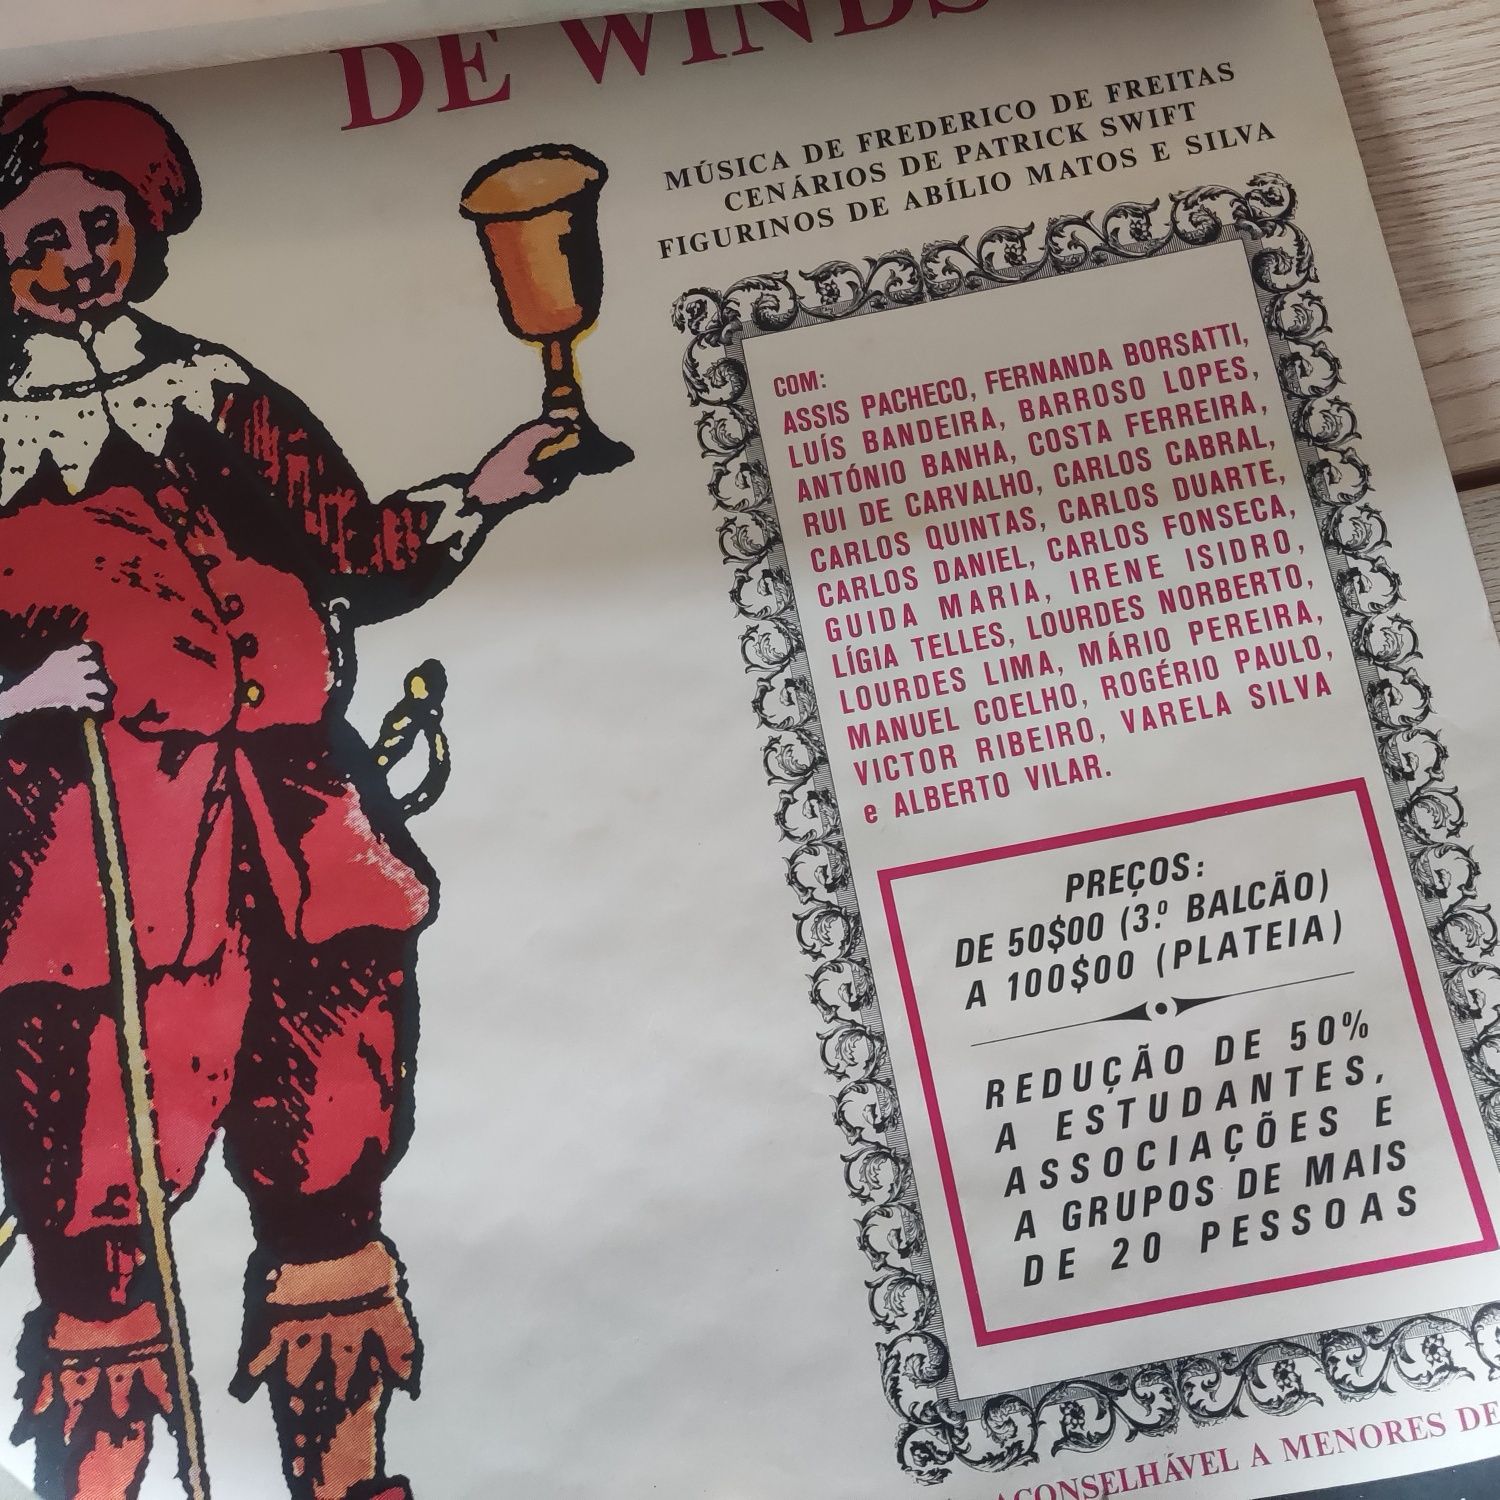 DE WINDS
MÚSICA DE FREDERICO DE FREITAS
CENÁRIOS DE PATRICK SWIFT
FIGURINOS DE ABÍLIO MATOS E SILVA
COM:
ASSIS PACHECO, FERNANDA BORSATTI,
LUÍS BANDEIRA, BARROSO LOPES,
ANTÓNIO BANHA, COSTA FERREIRA,
RUI DE CARVALHO, CARLOS CABRAL,
CARLOS QUINTAS, CARLOS DUARTE,
CARLOS DANIEL, CARLOS FONSECA,
GUIDA MARIA, IRENE ISIDRO,
LÍGIA TELLES, LOURDES NORBERTO,
LOURDES LIMA, MÁRIO PEREIRA,
MANUEL COELHO, ROGÉRIO PAULO,
VICTOR RIBEIRO, VARELA SILVA
e ALBERTO VILAR.
PREÇOS:
DE 50$00 (3.º BALCÃO)
A 100$00 (PLATEIA)
REDUÇÃO DE 50%
A ESTUDANTES,
ASSOCIAÇÕES E
A GRUPOS DE MAIS
DE 20 PESSOAS
ACONSELHÁVEL A MENORES DE